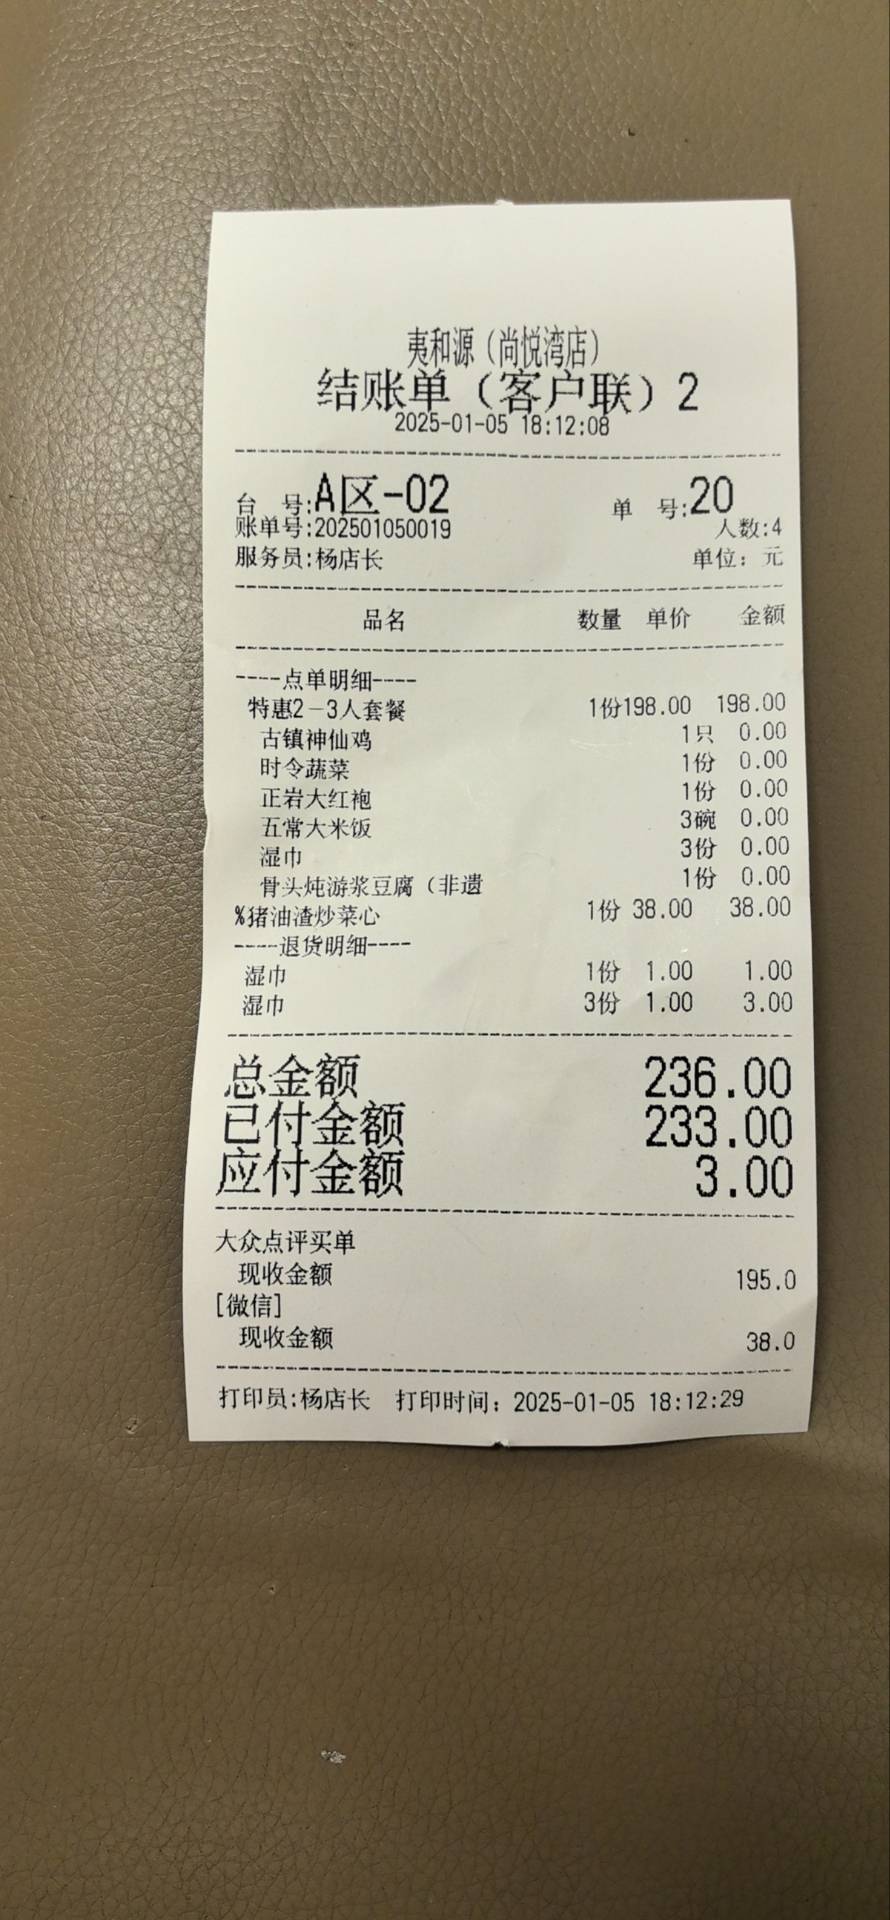 夷和源（尚悦湾店）
结账单（客户联）2
2025-01-05 18:12:08
台 号:A区-02 单 号:20
账单号:202501050019 人数:4
服务员:杨店长 单位：元
品名 数量 单价 金额
----点单明细----
特惠2－3人套餐 1份198.00 198.00
古镇神仙鸡 1只 0.00
时令蔬菜 1份 0.00
正岩大红袍 1份 0.00
五常大米饭 3碗 0.00
湿巾 3份 0.00
骨头炖游浆豆腐（非遗 1份 0.00
%猪油渣炒菜心 1份 38.00 38.00
----退货明细----
湿巾 1份 1.00 1.00
湿巾 3份 1.00 3.00
总金额 236.00
已付金额 233.00
应付金额 3.00
大众点评买单
现收金额 195.0
[微信]
现收金额 38.0
打印员:杨店长 打印时间：2025-01-05 18:12:29